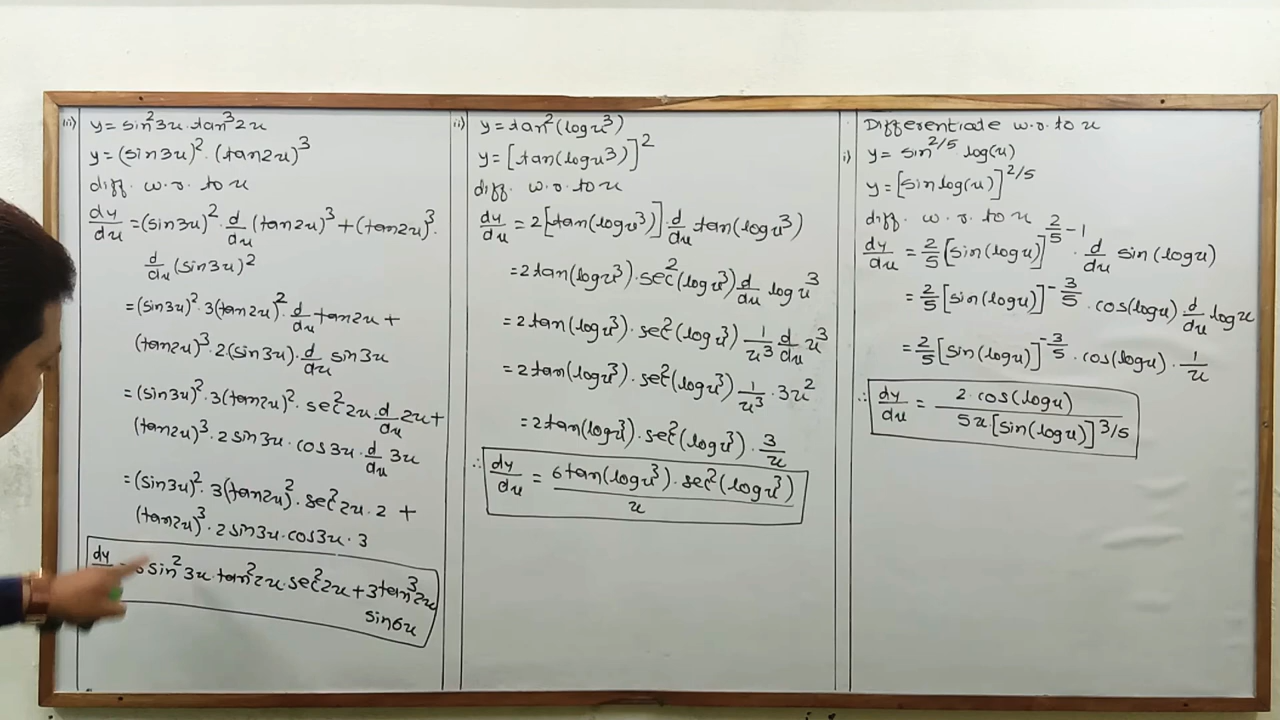 Differentiate w.r. to x
i) y = sin^2/5 log(x)
y = [sin log(x)]^2/5
diff. w.r. to x
dy/dx = 2/5 [sin(logx)]^(2/5 - 1) · d/dx sin(logx)
= 2/5 [sin(logx)]^(-3/5) · cos(logx) d/dx logx
= 2/5 [sin(logx)]^(-3/5) · cos(logx) · 1/x
∴ dy/dx = 2 cos(logx) / 5x·[sin(logx)]^3/5
ii) y = tan²(logx³)
y = [tan(logx³)]²
diff. w.r. to x
dy/dx = 2[tan(logx³)] · d/dx tan(logx³)
= 2tan(logx³)·sec²(logx³) d/dx logx³
= 2tan(logx³)·sec²(logx³) 1/x³ d/dx x³
= 2tan(logx³)·sec²(logx³) 1/x³ · 3x²
= 2tan(logx³)·sec²(logx³) · 3/x
∴ dy/dx = 6tan(logx³)·sec²(logx³) / x
iii) y = sin²3x·tan³2x
y = (sin3x)²·(tan2x)³
diff. w.r. to x
dy/dx = (sin3x)²·d/dx (tan2x)³ + (tan2x)³·
d/dx (sin3x)²
= (sin3x)²·3(tan2x)²·d/dx tan2x +
(tan2x)³·2(sin3x)·d/dx sin3x
= (sin3x)²·3(tan2x)²·sec²2x·d/dx 2x +
(tan2x)³·2 sin3x·cos3x·d/dx 3x
= (sin3x)²·3(tan2x)²·sec²2x·2 +
(tan2x)³·2 sin3x·cos3x·3
dy = 6sin²3x·tan²2x·sec²2x + 3tan³2x
sin6x